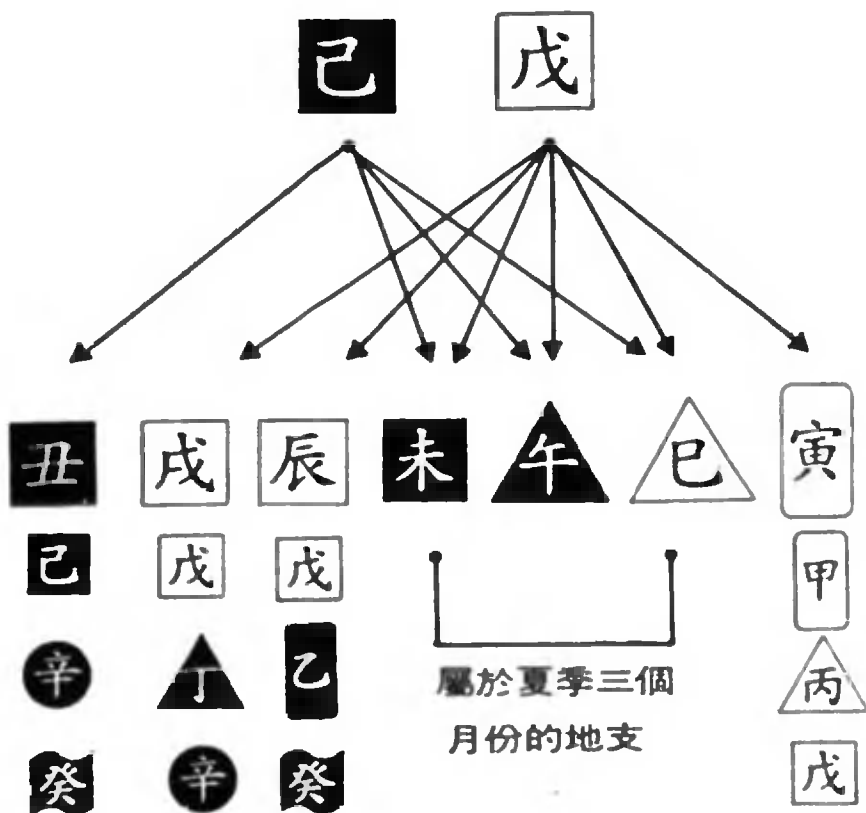 己 戊
丑 戌 辰 未 午 巳 寅
己 戊 戊 甲
辛 丁 乙 丙
癸 辛 癸 戊
屬於夏季三個
月份的地支